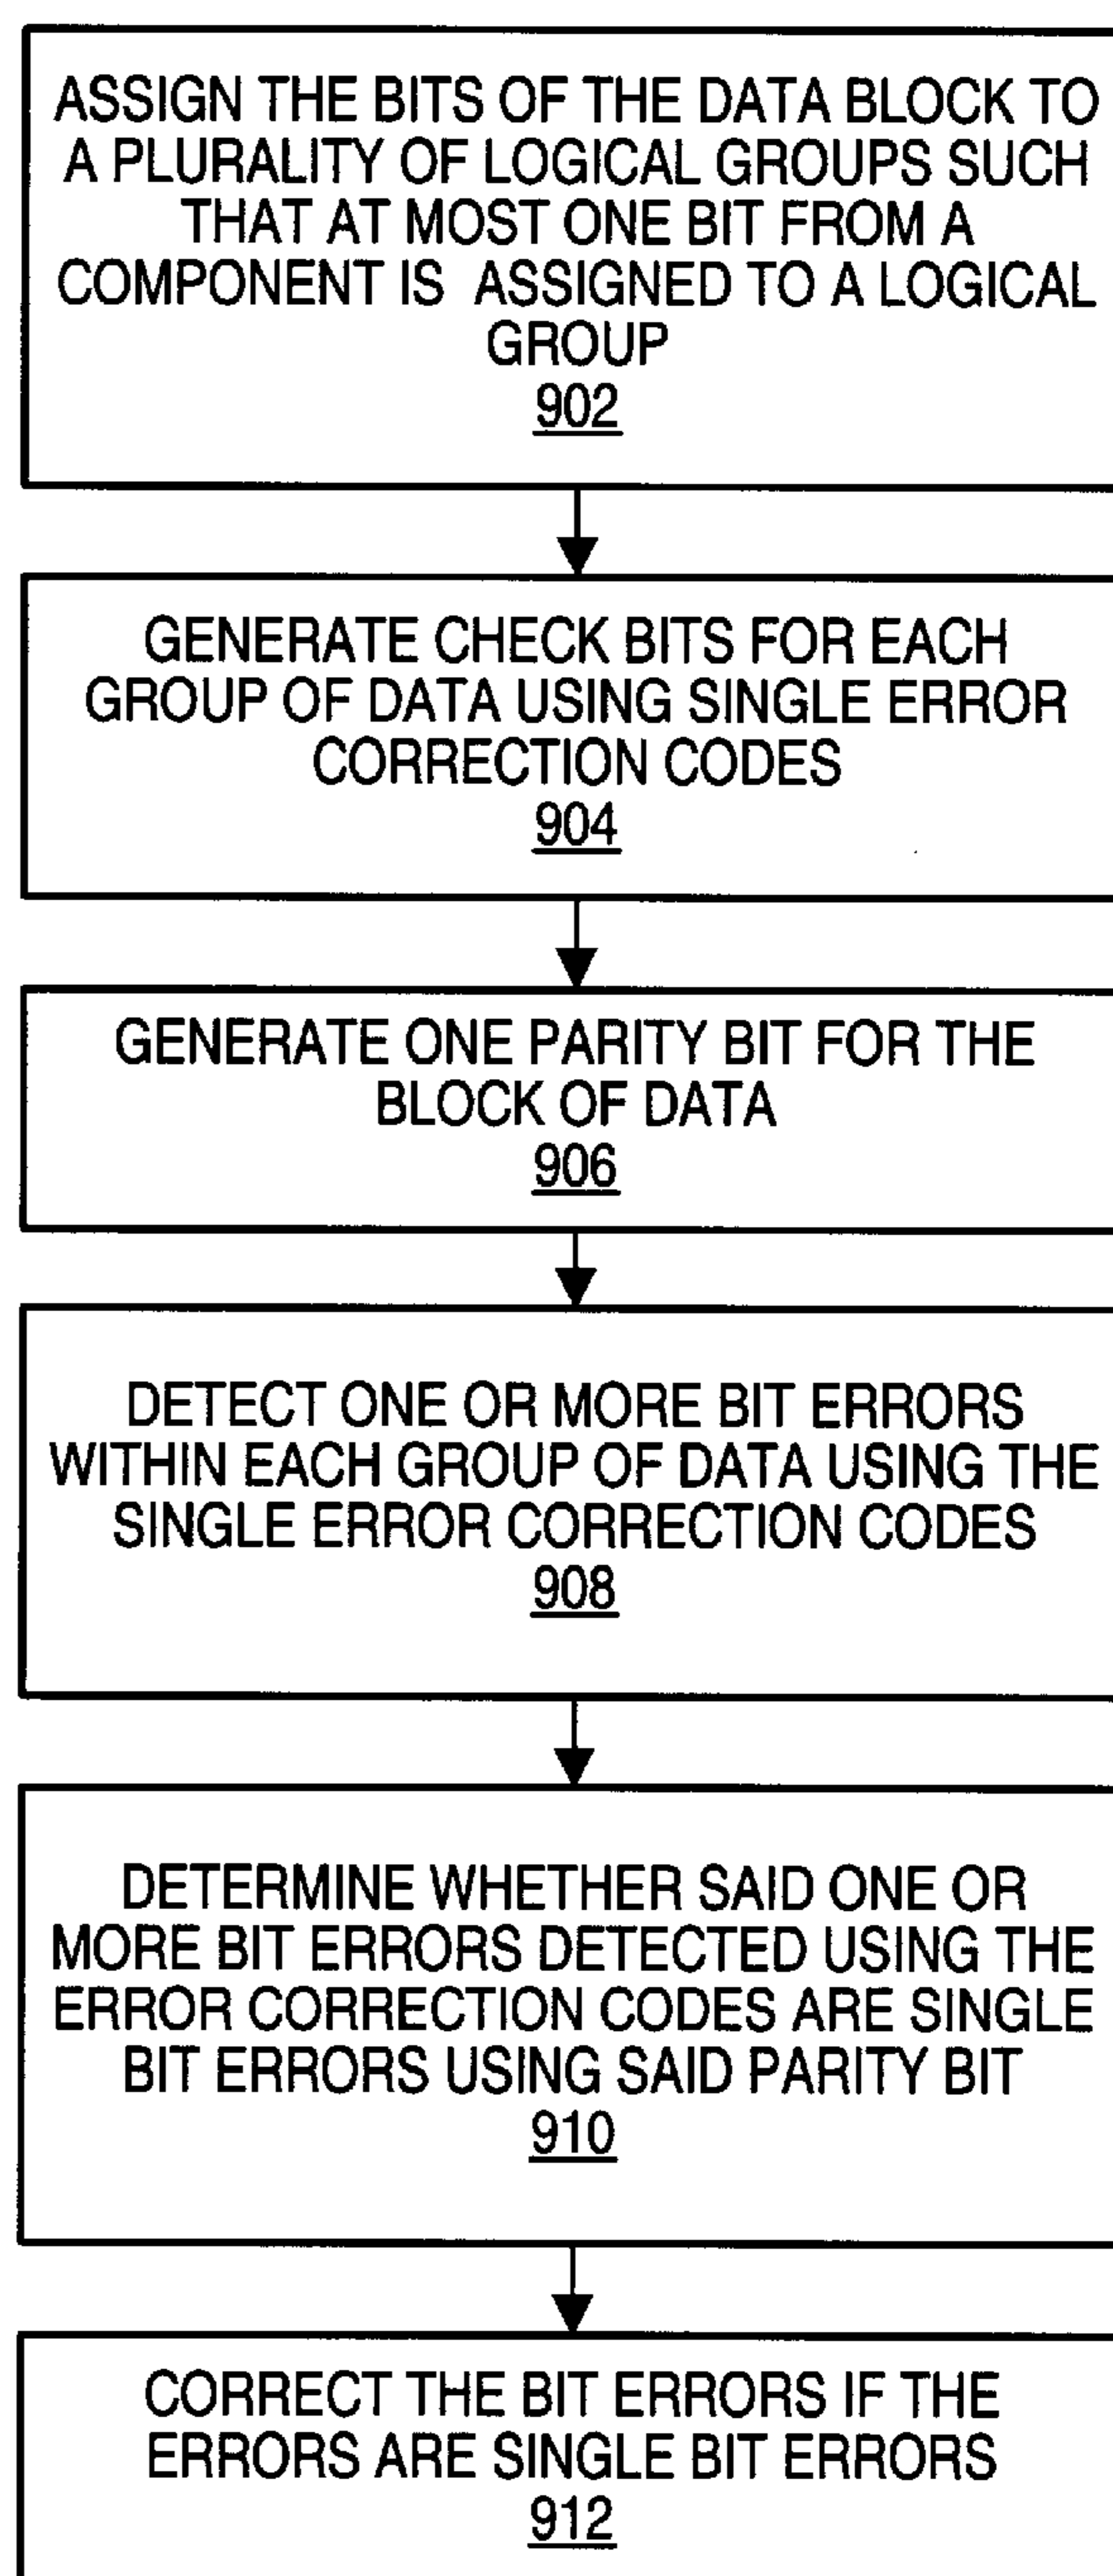 ASSIGN THE BITS OF THE DATA BLOCK TO
A PLURALITY OF LOGICAL GROUPS SUCH
THAT AT MOST ONE BIT FROM A
COMPONENT IS ASSIGNED TO A LOGICAL
GROUP
902
GENERATE CHECK BITS FOR EACH
GROUP OF DATA USING SINGLE ERROR
CORRECTION CODES
904
GENERATE ONE PARITY BIT FOR THE
BLOCK OF DATA
906
DETECT ONE OR MORE BIT ERRORS
WITHIN EACH GROUP OF DATA USING THE
SINGLE ERROR CORRECTION CODES
908
DETERMINE WHETHER SAID ONE OR
MORE BIT ERRORS DETECTED USING THE
ERROR CORRECTION CODES ARE SINGLE
BIT ERRORS USING SAID PARITY BIT
910
CORRECT THE BIT ERRORS IF THE
ERRORS ARE SINGLE BIT ERRORS
912